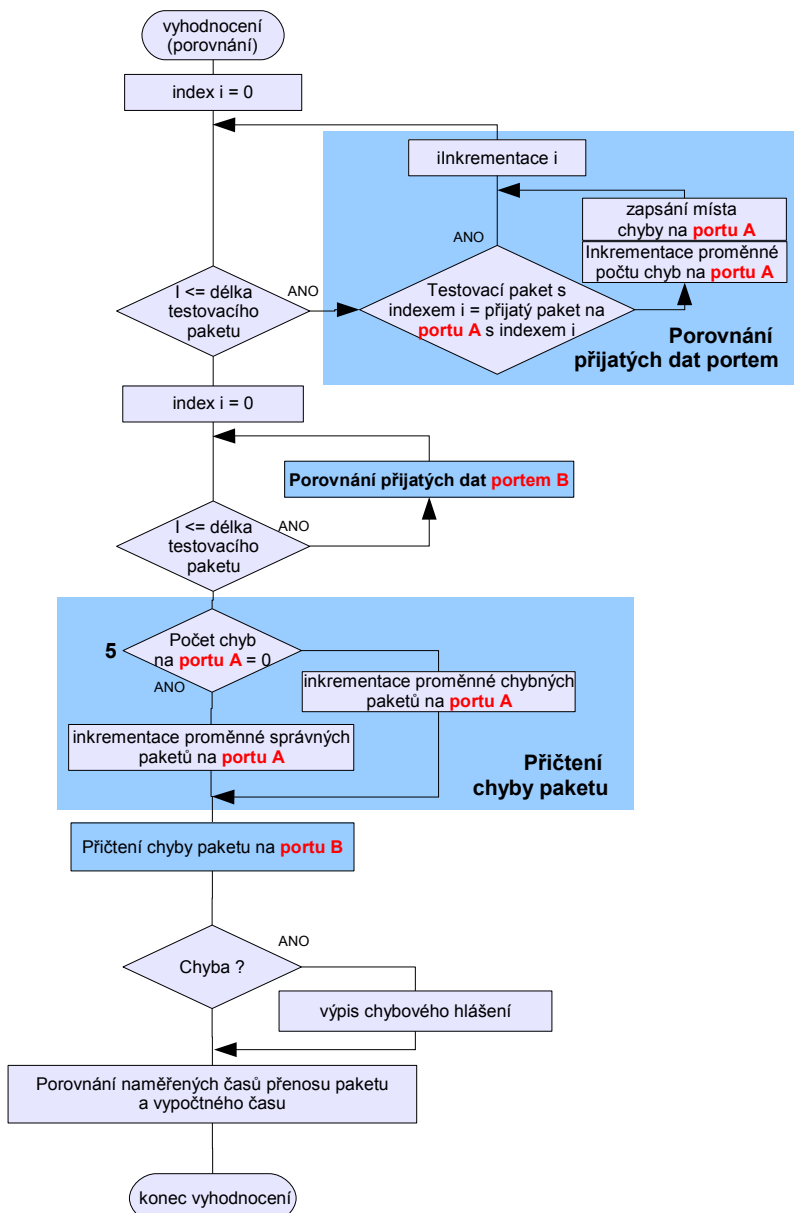 vyhodnocení
(porovnání)
index i = 0
iInkrementace i
zapsání místa
chyby na portu A
ANO
Inkrementace proměnné
počtu chyb na portu A
I <= délka
testovacího
paketu
ANO
Testovací paket s
indexem i = přijatý paket na
portu A s indexem i
Porovnání
přijatých dat portem
index i = 0
Porovnání přijatých dat portem B
I <= délka
testovacího
paketu
ANO
5
Počet chyb
na portu A = 0
ANO
inkrementace proměnné chybných
paketů na portu A
inkrementace proměnné správných
paketů na portu A
Přičtení
chyby paketu
Přičtení chyby paketu na portu B
ANO
Chyba ?
výpis chybového hlášení
Porovnání naměřených časů přenosu paketu
a vypočtného času
konec vyhodnocení